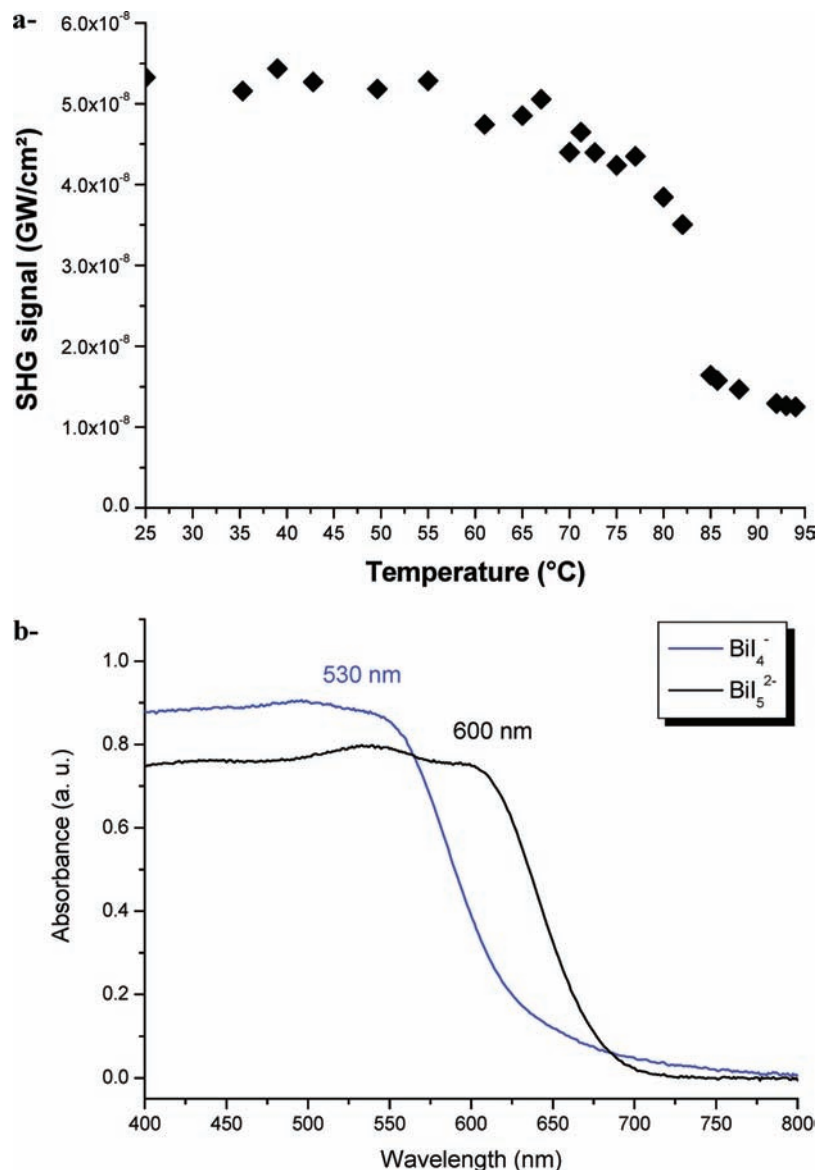 a-
SHG signal (GW/cm²)
6.0x10⁻⁸
5.0x10⁻⁸
4.0x10⁻⁸
3.0x10⁻⁸
2.0x10⁻⁸
1.0x10⁻⁸
0.0
25 30 35 40 45 50 55 60 65 70 75 80 85 90 95
Temperature (°C)
b-
Absorbance (a. u.)
1.0
0.8
0.6
0.4
0.2
0.0
530 nm
600 nm
BiI₄⁻
BiI₅²⁻
400 450 500 550 600 650 700 750 800
Wavelength (nm)